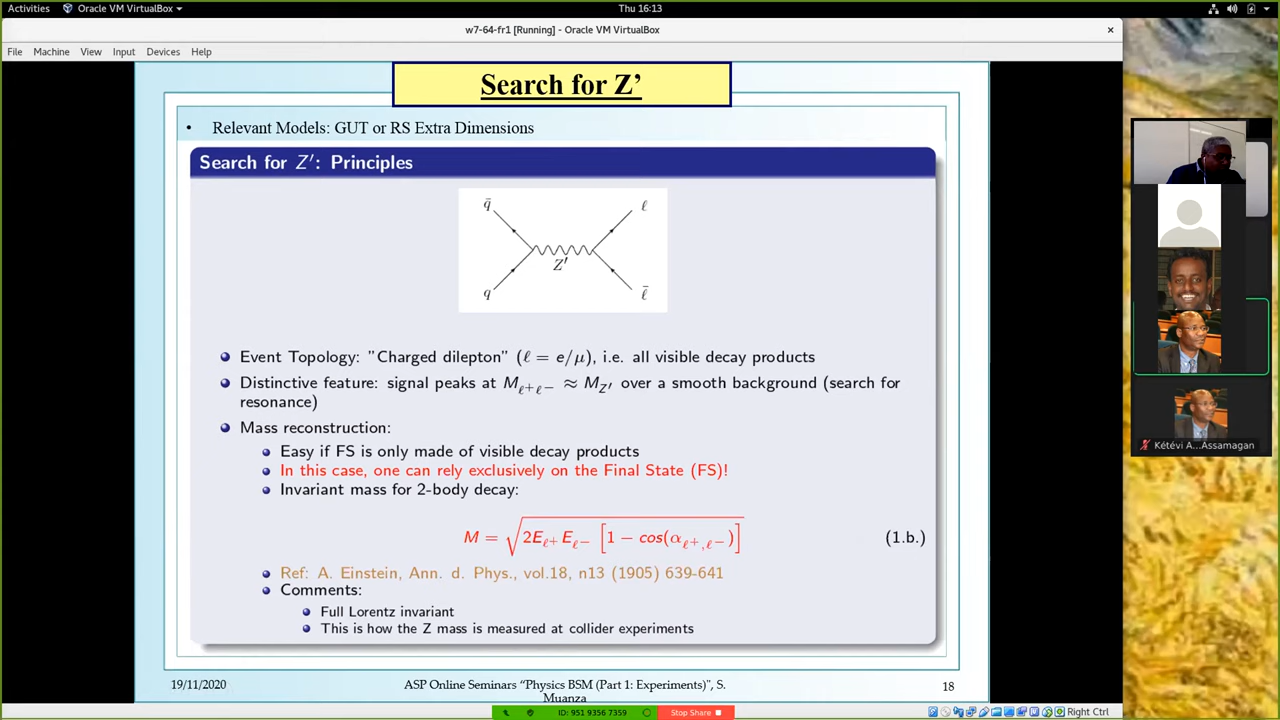 Activities Oracle VM VirtualBox Thu 16:13
w7-64-fr1 [Running] - Oracle VM VirtualBox
File Machine View Input Devices Help
Search for Z’
• Relevant Models: GUT or RS Extra Dimensions
Search for Z′: Principles
q̄ ℓ
Z′
q ℓ̄
Event Topology: ”Charged dilepton” (ℓ = e/μ), i.e. all visible decay products
Distinctive feature: signal peaks at Mℓ+ℓ− ≈ MZ′ over a smooth background (search for
resonance)
Mass reconstruction:
Easy if FS is only made of visible decay products
In this case, one can rely exclusively on the Final State (FS)!
Invariant mass for 2-body decay:
M = √2Eℓ+Eℓ− [1 − cos(αℓ+,ℓ−)] (1.b.)
Ref: A. Einstein, Ann. d. Phys., vol.18, n13 (1905) 639-641
Comments:
Full Lorentz invariant
This is how the Z mass is measured at collider experiments
19/11/2020 ASP Online Seminars “Physics BSM (Part 1: Experiments)", S. 18
Muanza
Kétévi A...Assamagan
ID: 951 9356 7359 Stop Share
Right Ctrl